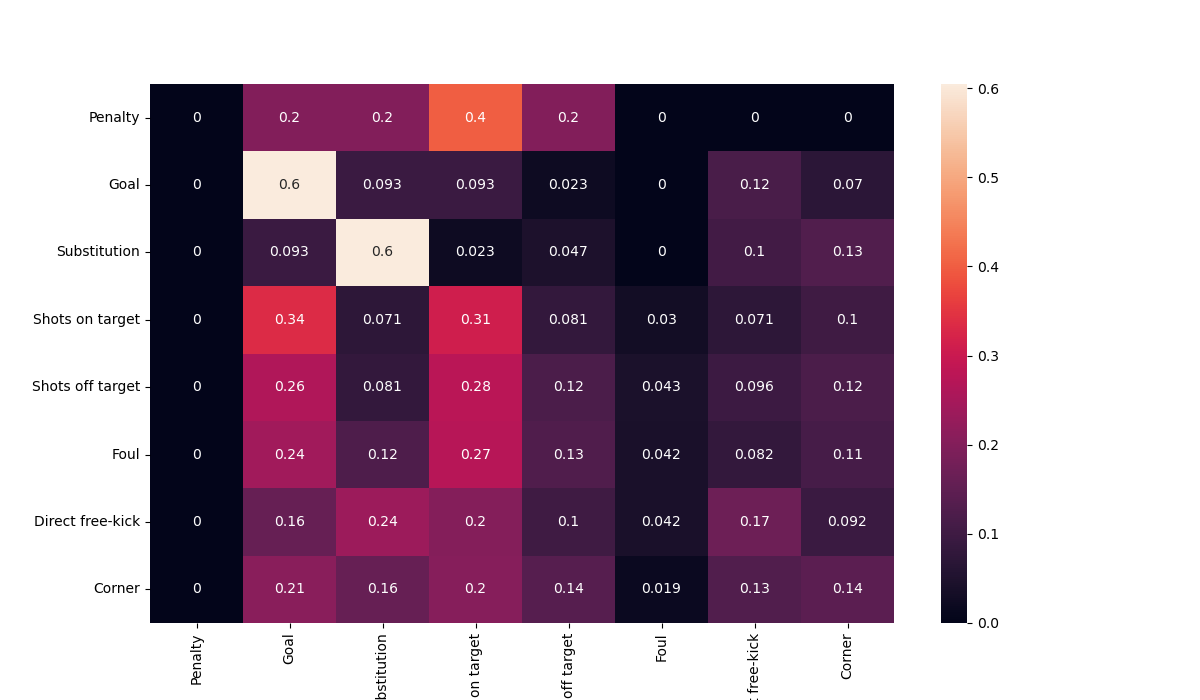 Penalty 0 0.2 0.2 0.4 0.2 0 0 0
Goal 0 0.6 0.093 0.093 0.023 0 0.12 0.07
Substitution 0 0.093 0.6 0.023 0.047 0 0.1 0.13
Shots on target 0 0.34 0.071 0.31 0.081 0.03 0.071 0.1
Shots off target 0 0.26 0.081 0.28 0.12 0.043 0.096 0.12
Foul 0 0.24 0.12 0.27 0.13 0.042 0.082 0.11
Direct free-kick 0 0.16 0.24 0.2 0.1 0.042 0.17 0.092
Corner 0 0.21 0.16 0.2 0.14 0.019 0.13 0.14
Penalty
Goal
bstitution
on target
off target
Foul
free-kick
Corner
0.6
0.5
0.4
0.3
0.2
0.1
0.0